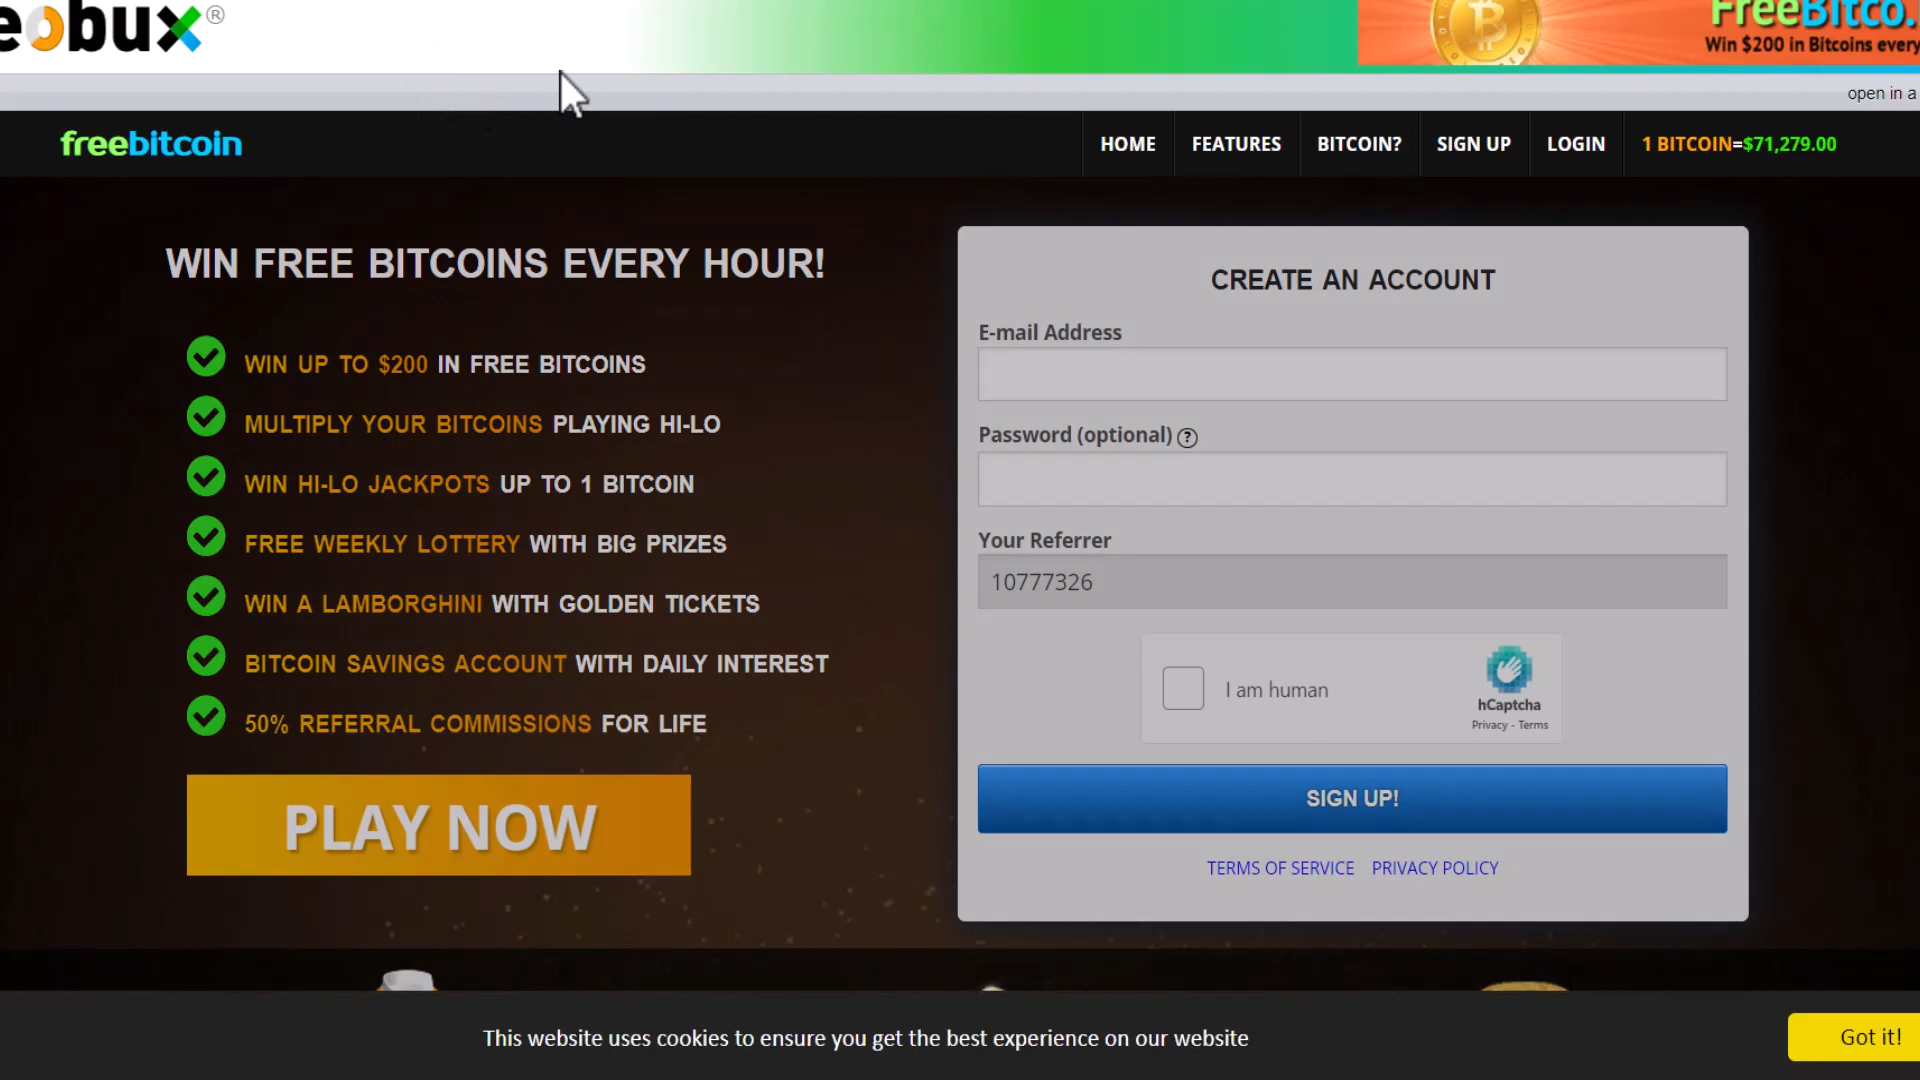 eobux®
FreeBitco.
Win $200 in Bitcoins every
open in a
freebitcoin
HOME
FEATURES
BITCOIN?
SIGN UP
LOGIN
1 BITCOIN=$71,279.00
WIN FREE BITCOINS EVERY HOUR!
WIN UP TO $200 IN FREE BITCOINS
MULTIPLY YOUR BITCOINS PLAYING HI-LO
WIN HI-LO JACKPOTS UP TO 1 BITCOIN
FREE WEEKLY LOTTERY WITH BIG PRIZES
WIN A LAMBORGHINI WITH GOLDEN TICKETS
BITCOIN SAVINGS ACCOUNT WITH DAILY INTEREST
50% REFERRAL COMMISSIONS FOR LIFE
PLAY NOW
CREATE AN ACCOUNT
E-mail Address
Password (optional) ?
Your Referrer
10777326
I am human
hCaptcha
Privacy - Terms
SIGN UP!
TERMS OF SERVICE PRIVACY POLICY
This website uses cookies to ensure you get the best experience on our website
Got it!